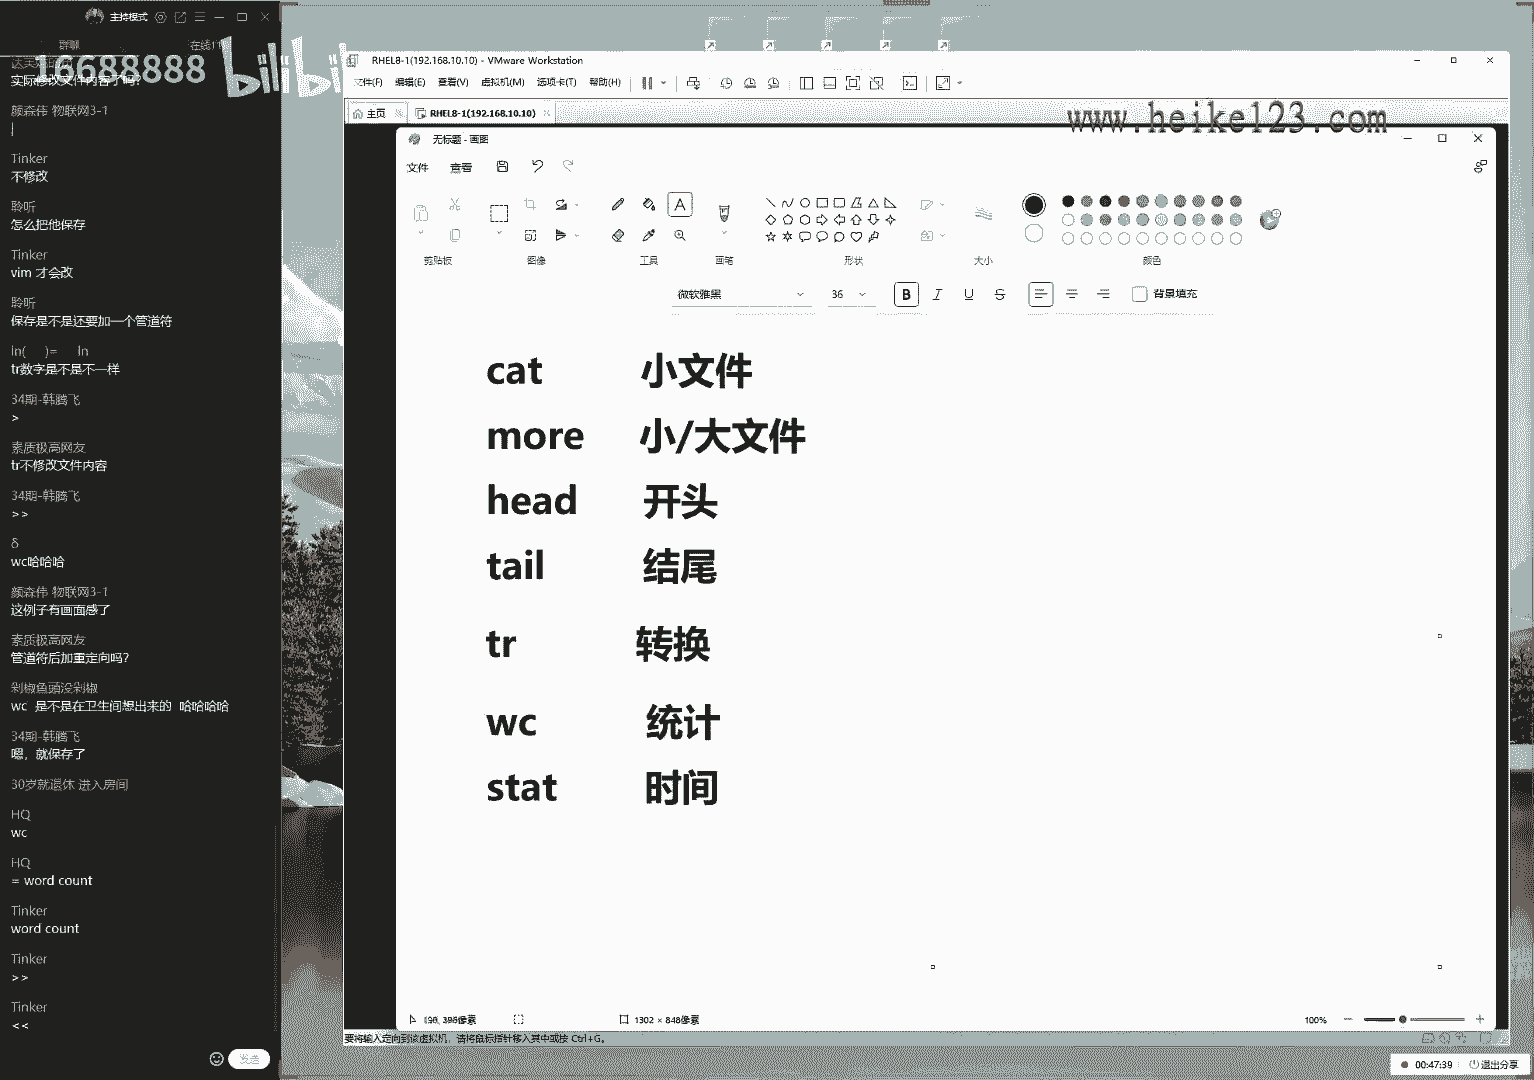 主持模式
群聊
在线
16688888 bilibili
实际修改文件内容了吗?
颜森伟 物联网3-1
Tinker
不修改
聆听
怎么把他保存
Tinker
vim 才会改
聆听
保存是不是还要加一个管道符
ln( )= ln
tr数字是不是不一样
34期-韩腾飞
>
素质极高网友
tr不修改文件内容
34期-韩腾飞
>>
δ
wc哈哈哈
颜森伟 物联网3-1
这例子有画面感了
素质极高网友
管道符后加重定向吗?
剁椒鱼頭没剁椒
wc 是不是在卫生间想出来的 哈哈哈哈
34期-韩腾飞
嗯，就保存了
30岁就退休 进入房间
HQ
wc
HQ
= word count
Tinker
word count
Tinker
>>
Tinker
<<
发送
RHEL8-1(192.168.10.10) - VMware Workstation
文件(F) 编辑(E) 查看(V) 虚拟机(M) 选项卡(T) 帮助(H)
主页 RHEL8-1(192.168.10.10)
www.heike123.com
无标题 - 画图
文件 查看
A
剪贴板 图像 工具 画笔 形状 大小 颜色
微软雅黑 36 B I U S 背景填充
cat 小文件
more 小/大文件
head 开头
tail 结尾
tr 转换
wc 统计
stat 时间
1302 × 848像素 100%
要将输入定向到该虚拟机，请将鼠标指针移入其中或按 Ctrl+G。
00:47:39 退出分享